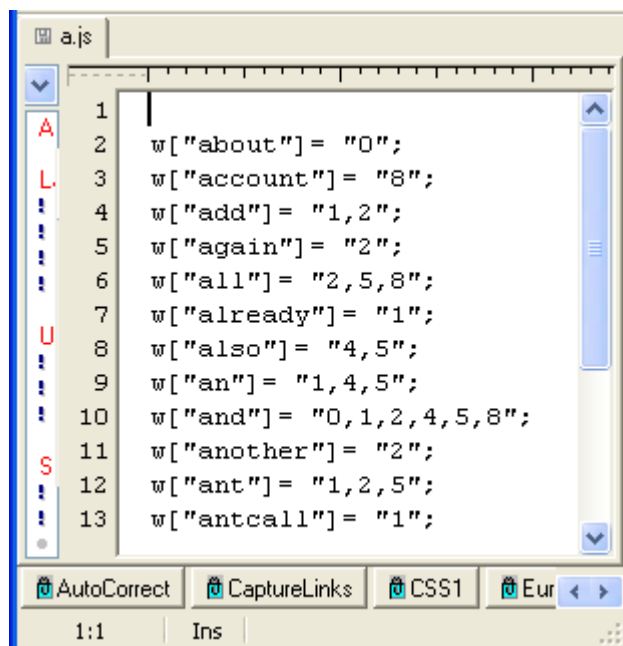 a.js
A
L
U
S
1
2 w["about"]= "0";
3 w["account"]= "8";
4 w["add"]= "1,2";
5 w["again"]= "2";
6 w["all"]= "2,5,8";
7 w["already"]= "1";
8 w["also"]= "4,5";
9 w["an"]= "1,4,5";
10 w["and"]= "0,1,2,4,5,8";
11 w["another"]= "2";
12 w["ant"]= "1,2,5";
13 w["antcall"]= "1";
AutoCorrect CaptureLinks CSS1 Eur
1:1 Ins